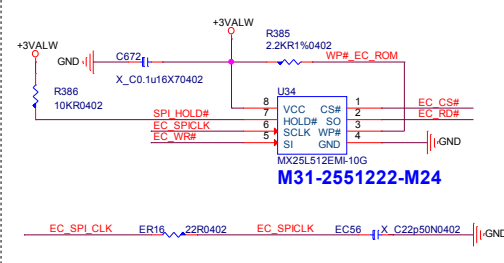 +3VALW
R385
2.2KR1%0402
+3VALW
C672
GND
WP#_EC_ROM
X_C0.1u16X70402
R386
10KR0402
U34
8 VCC CS# 1 EC_CS#
SPI_HOLD# 7 HOLD# SO 2 EC_RD#
EC_SPICLK 6 SCLK WP# 3
EC_WR# 5 SI GND 4 GND
MX25L512EMI-10G
M31-2551222-M24
EC_SPI_CLK ER16 22R0402 EC_SPICLK EC56 X_C22p50N0402 GND